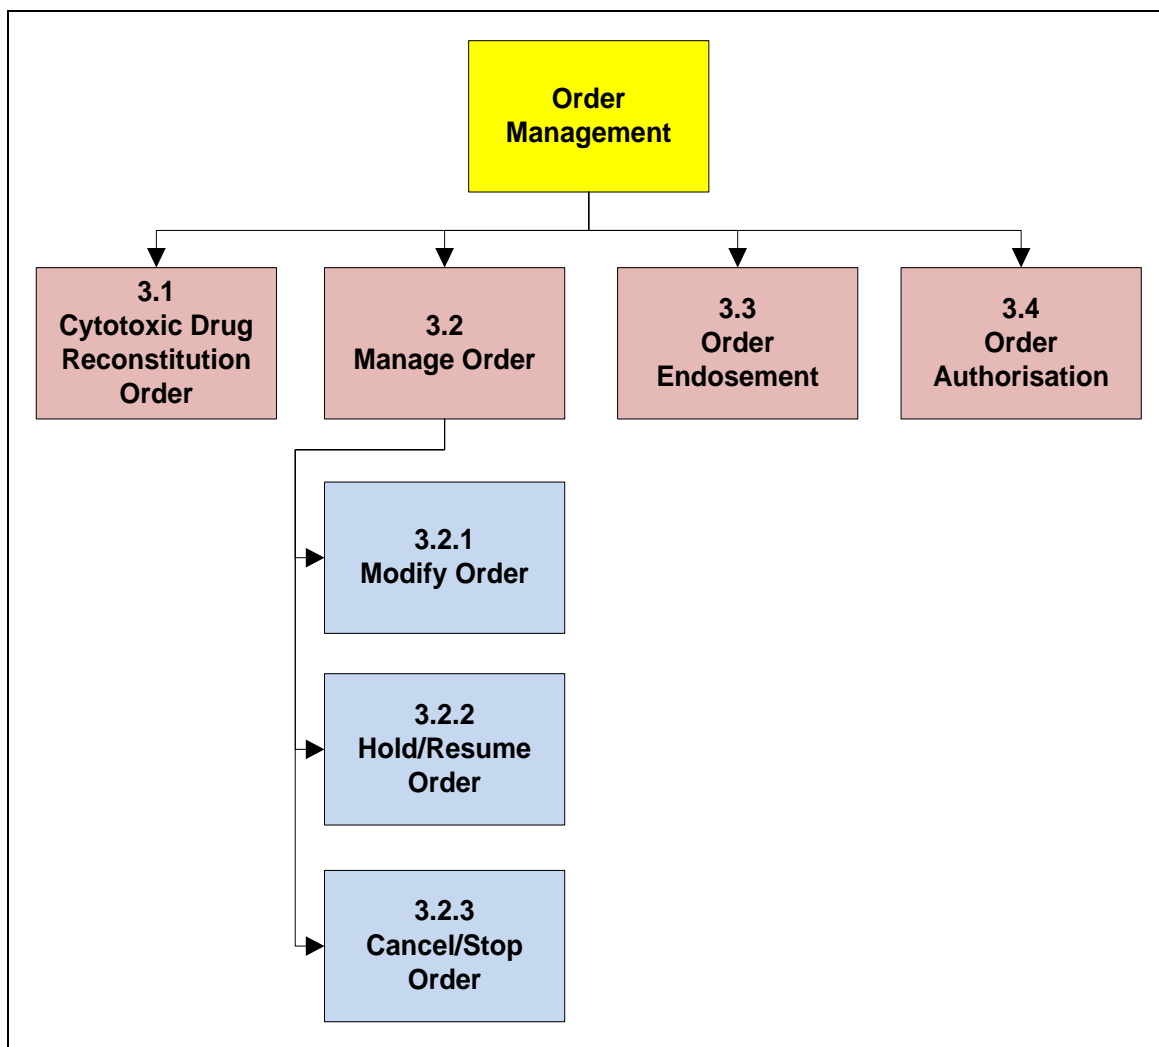 Order
Management
3.1
Cytotoxic Drug
Reconstitution
Order
3.2
Manage Order
3.3
Order
Endosement
3.4
Order
Authorisation
3.2.1
Modify Order
3.2.2
Hold/Resume
Order
3.2.3
Cancel/Stop
Order